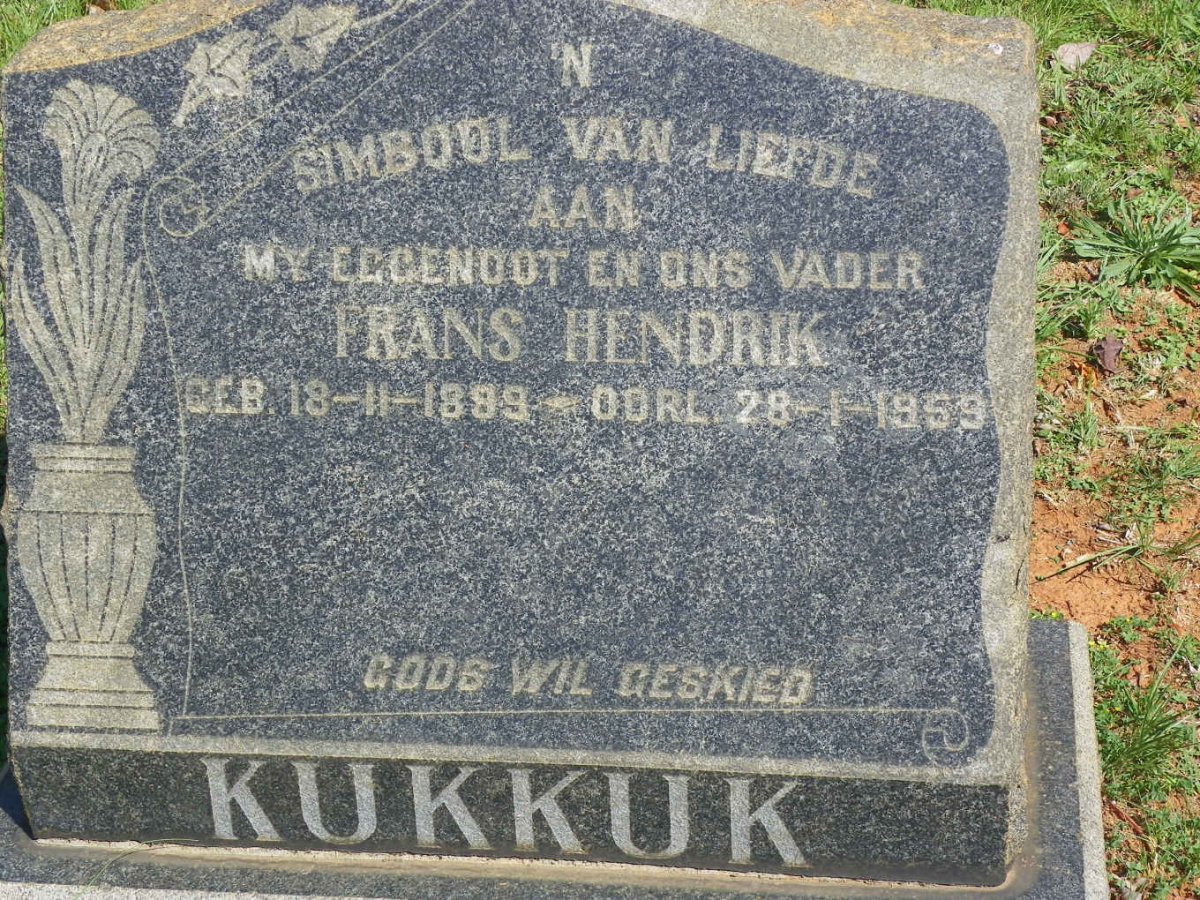 'N
SIMBOOL VAN LIEFDE
AAN
MY EGGENOOT EN ONS VADER
FRANS HENDRIK
GEB. 18-11-1899 - OORL. 28-1-1959
GODS WIL GESKIED
KUKKUK